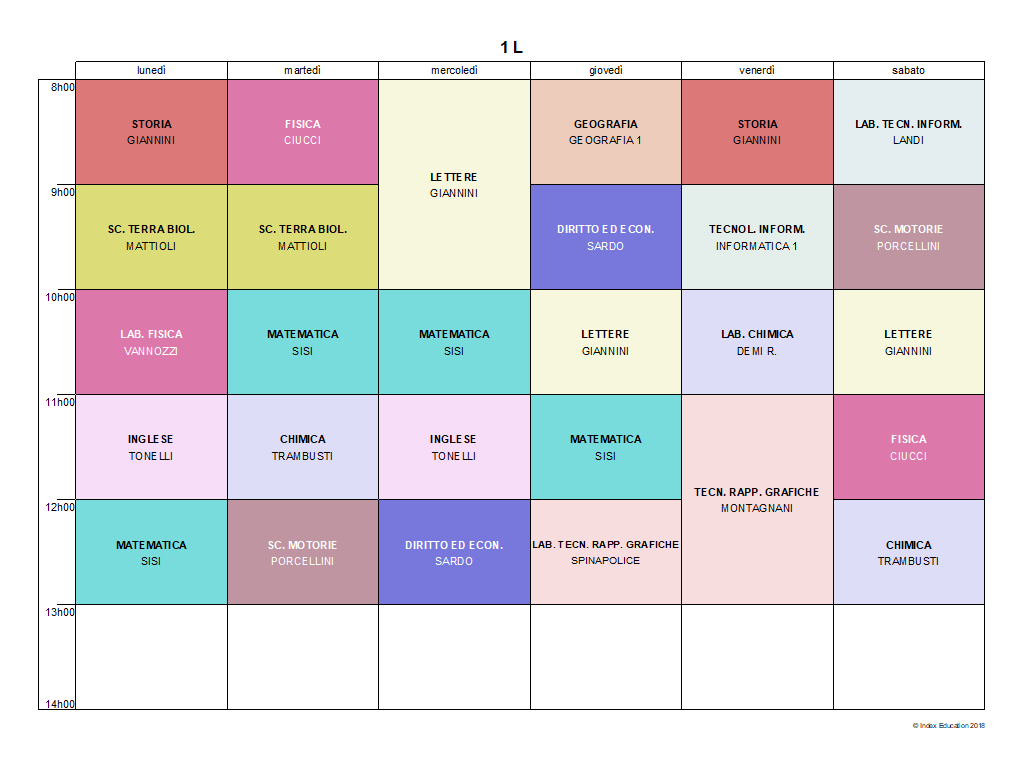 1 L
lunedì martedì mercoledì giovedì venerdì sabato
8h00
STORIA FISICA GEOGRAFIA STORIA LAB. TECN. INFORM.
GIANNINI CIUCCI GEOGRAFIA 1 GIANNINI LANDI
LETTERE
GIANNINI
9h00
SC. TERRA BIOL. SC. TERRA BIOL. DIRITTO ED ECON. TECNOL. INFORM. SC. MOTORIE
MATTIOLI MATTIOLI SARDO INFORMATICA 1 PORCELLINI
10h00
LAB. FISICA MATEMATICA MATEMATICA LETTERE LAB. CHIMICA LETTERE
VANNOZZI SISI SISI GIANNINI DEMI R. GIANNINI
11h00
INGLESE CHIMICA INGLESE MATEMATICA FISICA
TONELLI TRAMBUSTI TONELLI SISI CIUCCI
TECN. RAPP. GRAFICHE
MONTAGNANI
12h00
MATEMATICA SC. MOTORIE DIRITTO ED ECON. LAB. TECN. RAPP. GRAFICHE CHIMICA
SISI PORCELLINI SARDO SPINAPOLICE TRAMBUSTI
13h00
14h00
© Index Education 2018